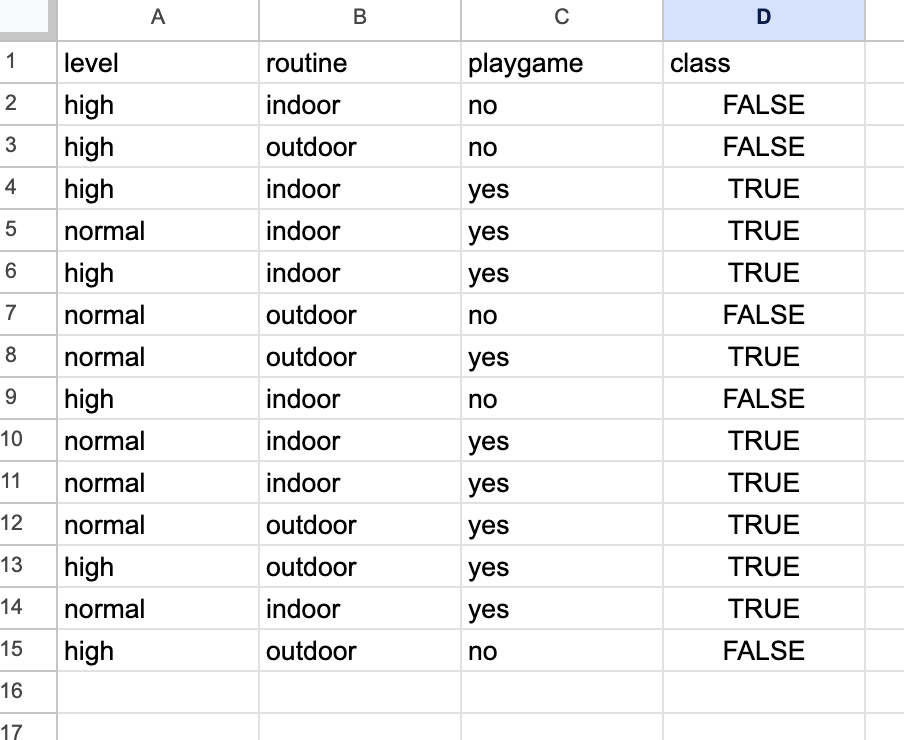 A B C D
1 level routine playgame class
2 high indoor no FALSE
3 high outdoor no FALSE
4 high indoor yes TRUE
5 normal indoor yes TRUE
6 high indoor yes TRUE
7 normal outdoor no FALSE
8 normal outdoor yes TRUE
9 high indoor no FALSE
10 normal indoor yes TRUE
11 normal indoor yes TRUE
12 normal outdoor yes TRUE
13 high outdoor yes TRUE
14 normal indoor yes TRUE
15 high outdoor no FALSE
16
17